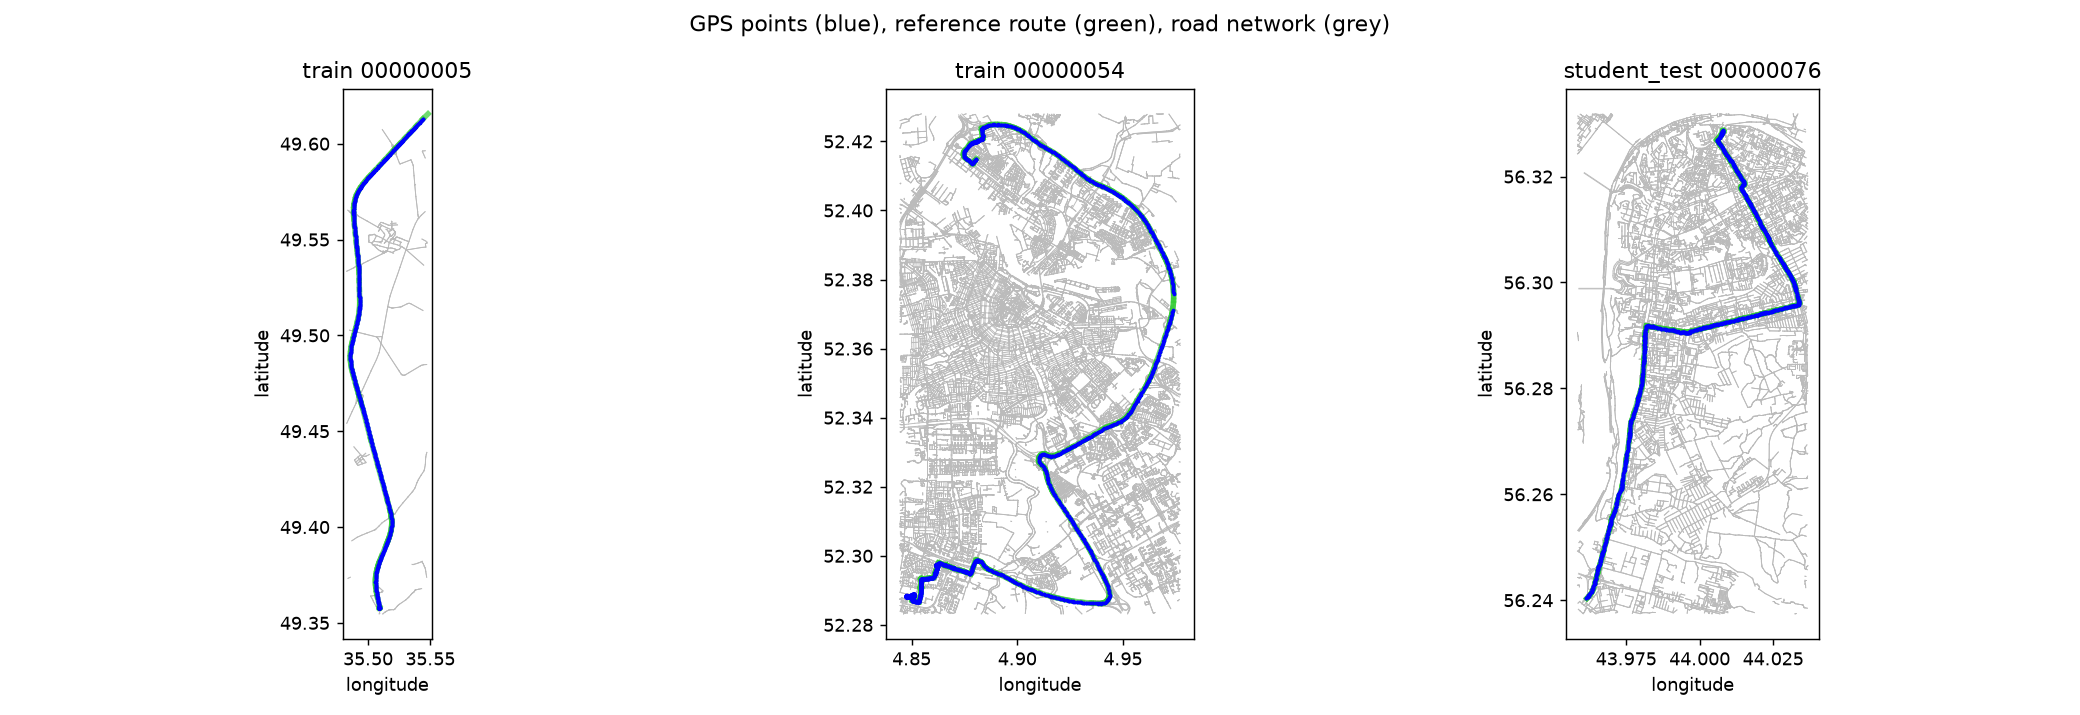 GPS points (blue), reference route (green), road network (grey)
train 00000005
49.60
49.55
49.50
49.45
49.40
49.35
latitude
35.50 35.55
longitude
train 00000054
52.42
52.40
52.38
52.36
52.34
52.32
52.30
52.28
latitude
4.85 4.90 4.95
longitude
student_test 00000076
56.32
56.30
56.28
56.26
56.24
latitude
43.975 44.000 44.025
longitude